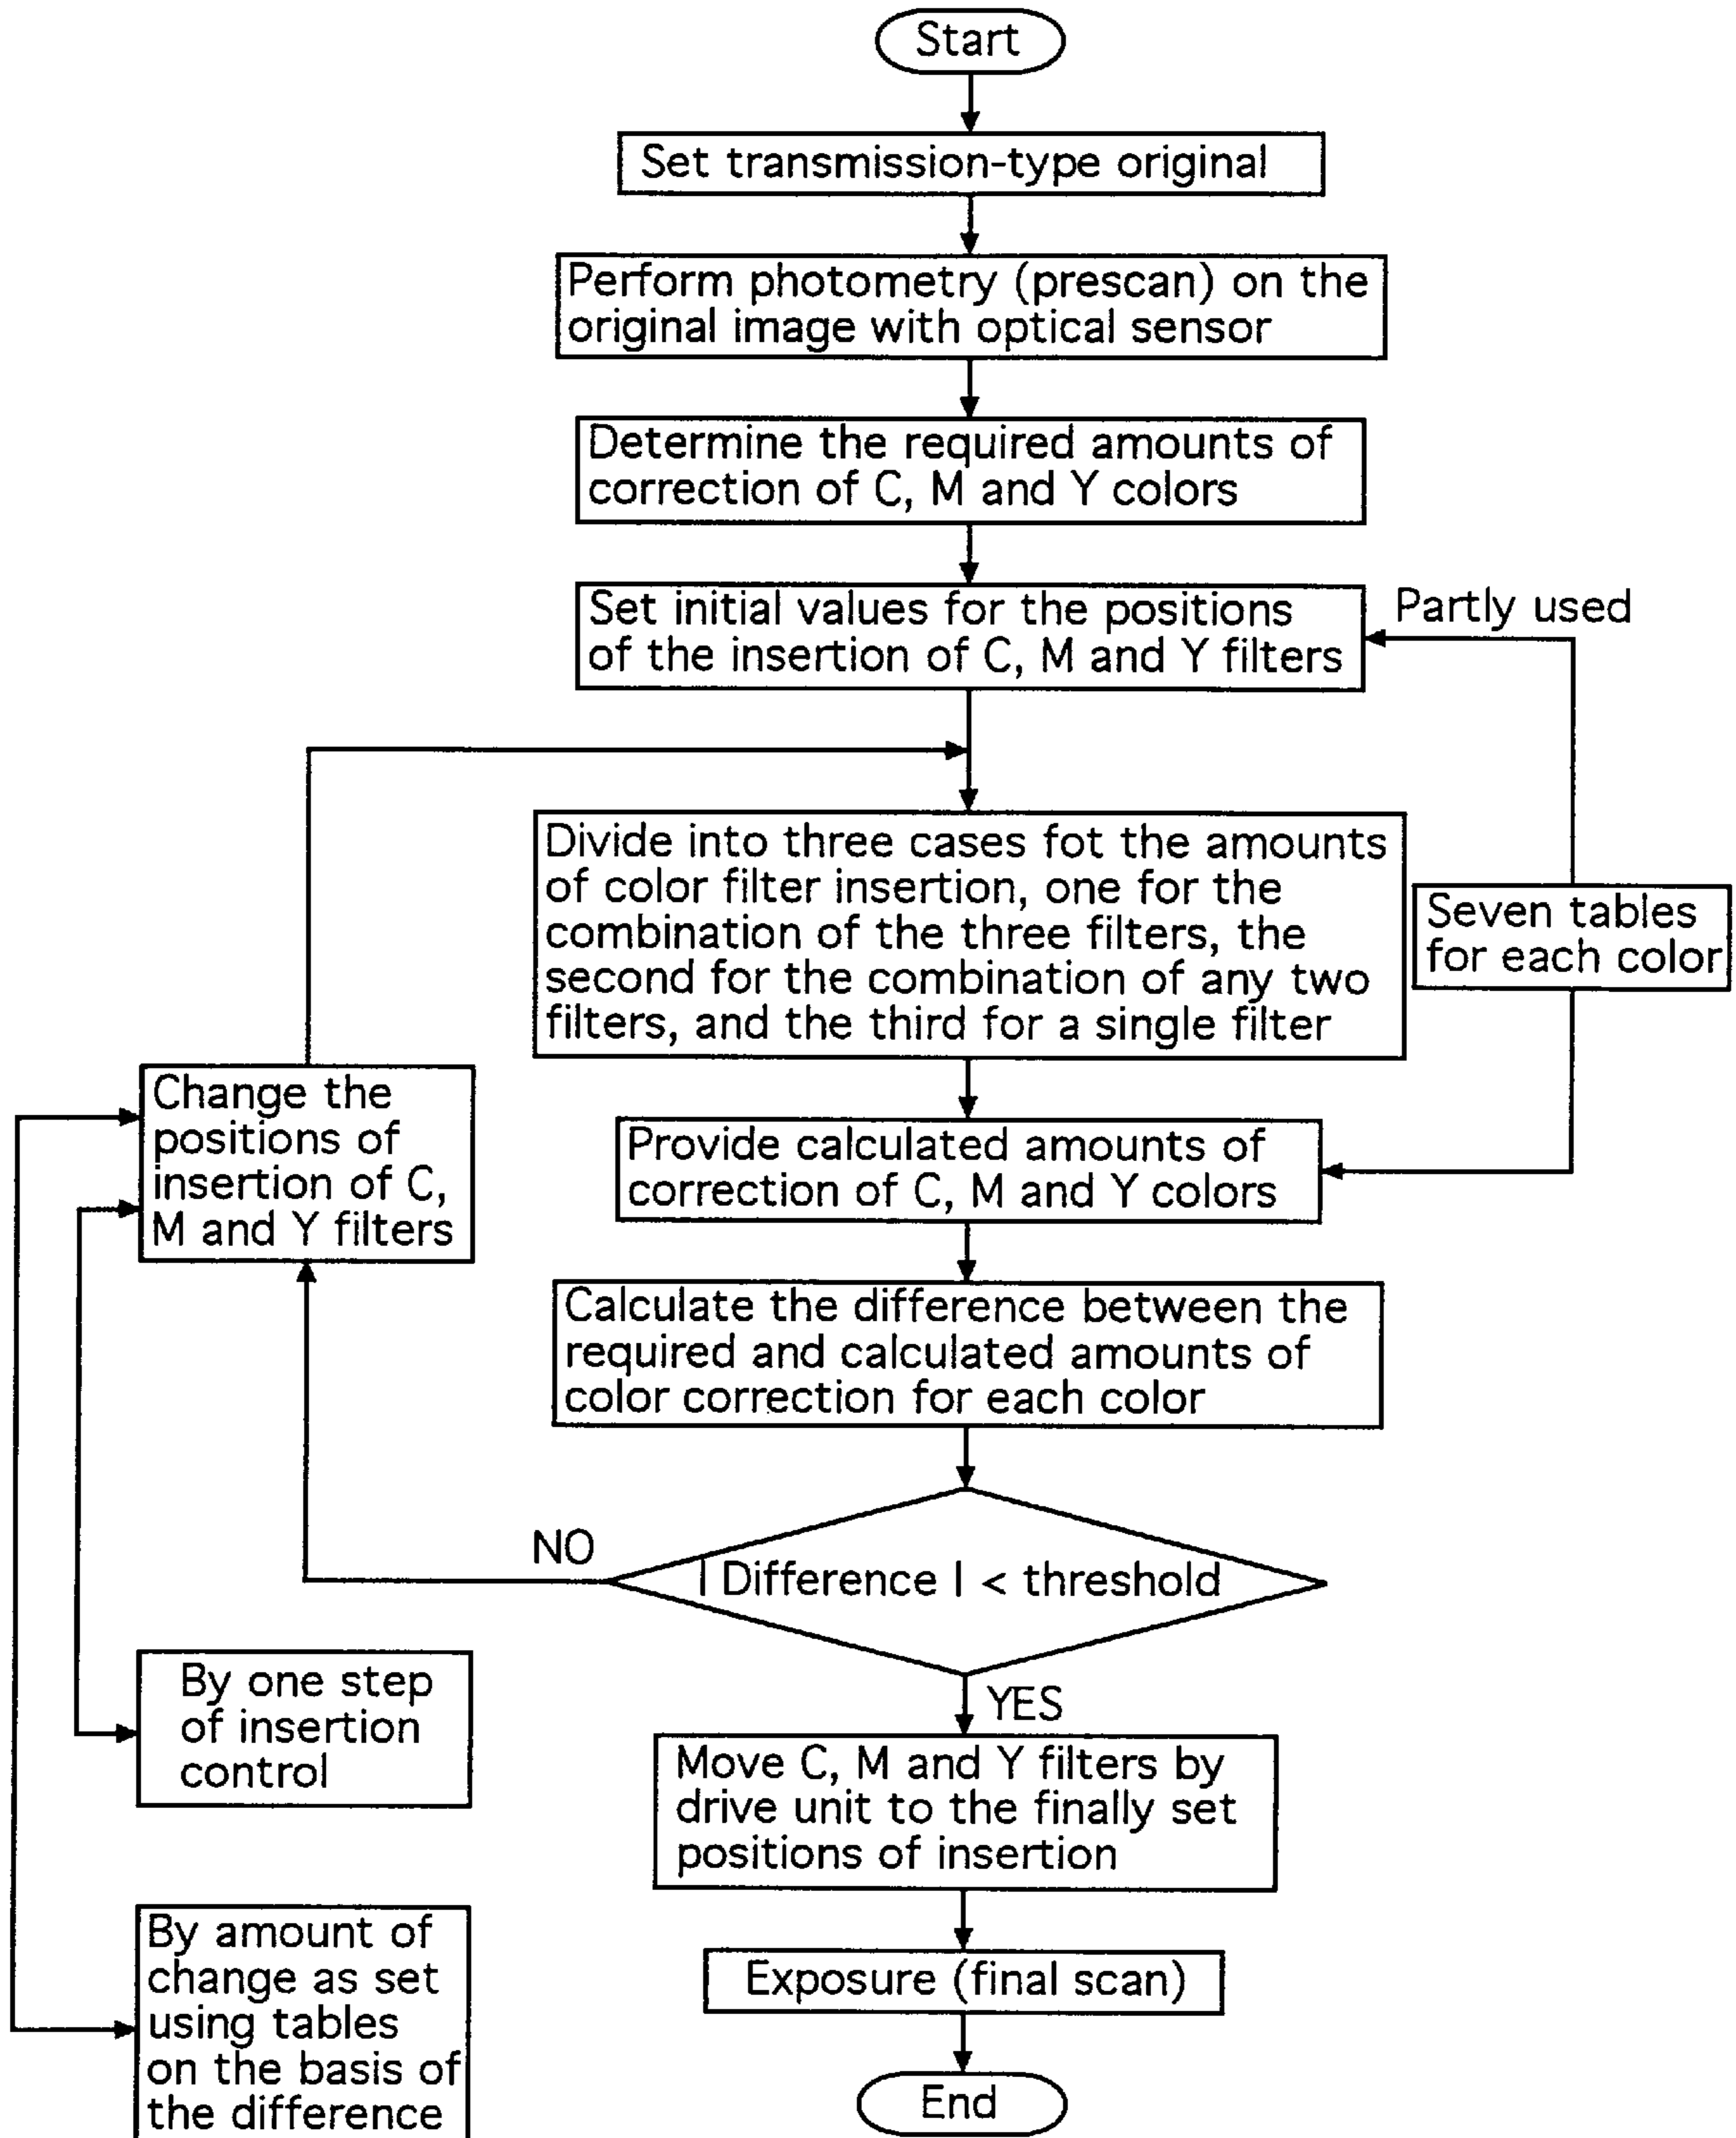 Start
Set transmission-type original
Perform photometry (prescan) on the
original image with optical sensor
Determine the required amounts of
correction of C, M and Y colors
Set initial values for the positions
of the insertion of C, M and Y filters
Partly used
Divide into three cases fot the amounts
of color filter insertion, one for the
combination of the three filters, the
second for the combination of any two
filters, and the third for a single filter
Seven tables
for each color
Change the
positions of
insertion of C,
M and Y filters
Provide calculated amounts of
correction of C, M and Y colors
Calculate the difference between the
required and calculated amounts of
color correction for each color
NO
| Difference | < threshold
YES
By one step
of insertion
control
Move C, M and Y filters by
drive unit to the finally set
positions of insertion
By amount of
change as set
using tables
on the basis of
the difference
Exposure (final scan)
End